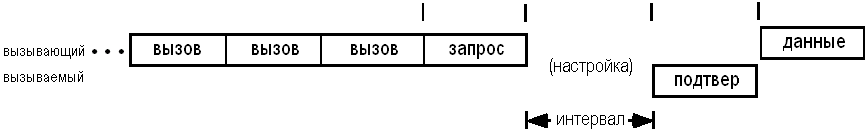 данные
вызывающий ••• вызов вызов вызов запрос
(настройка)
вызываемый подтвер
интервал